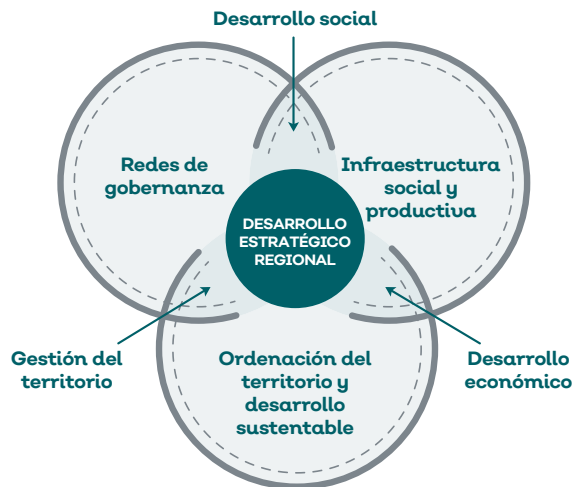 Desarrollo social
Redes de
gobernanza
Infraestructura
social y
productiva
DESARROLLO
ESTRATÉGICO
REGIONAL
Gestión del
territorio
Ordenación del
territorio y
desarrollo
sustentable
Desarrollo
económico